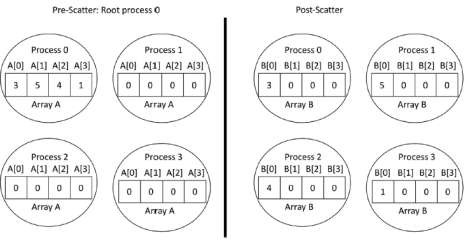 Pre-Scatter: Root process 0
Post-Scatter
Process 0
A[0] A[1] A[2] A[3]
3 5 4 1
Array A
Process 1
A[0] A[1] A[2] A[3]
0 0 0 0
Array A
Process 0
B[0] B[1] B[2] B[3]
3 0 0 0
Array B
Process 1
B[0] B[1] B[2] B[3]
5 0 0 0
Array B
Process 2
A[0] A[1] A[2] A[3]
0 0 0 0
Array A
Process 3
A[0] A[1] A[2] A[3]
0 0 0 0
Array A
Process 2
B[0] B[1] B[2] B[3]
4 0 0 0
Array B
Process 3
B[0] B[1] B[2] B[3]
1 0 0 0
Array B